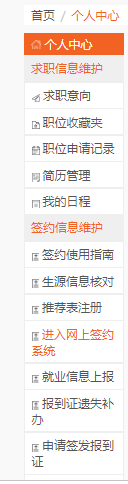 首页 / 个人中心
个人中心
求职信息维护
求职意向
职位收藏夹
职位申请记录
简历管理
我的日程
签约信息维护
签约使用指南
生源信息核对
推荐表注册
进入网上签约
系统
就业信息上报
报到证遗失补
办
申请签发报到
证